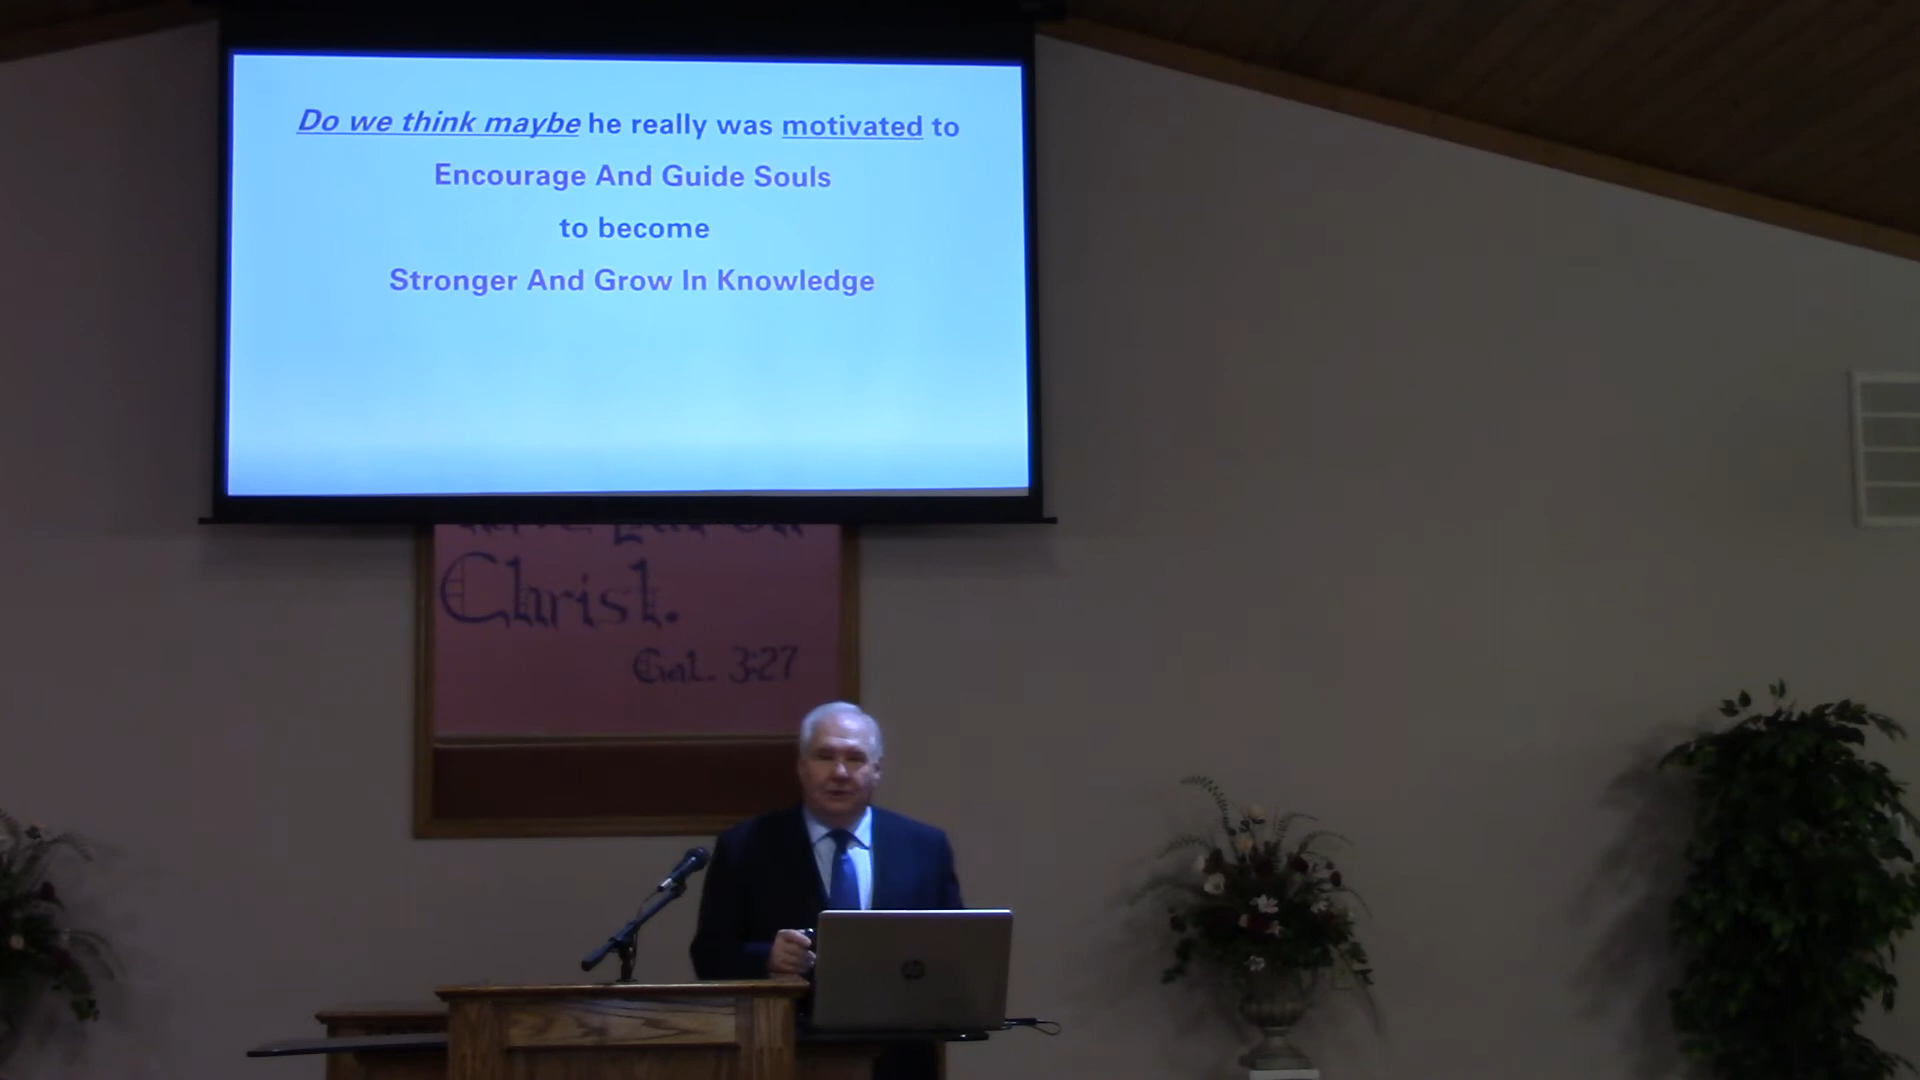 Do we think maybe he really was motivated to
Encourage And Guide Souls
to become
Stronger And Grow In Knowledge
Christ.
Gal. 3:27
hp